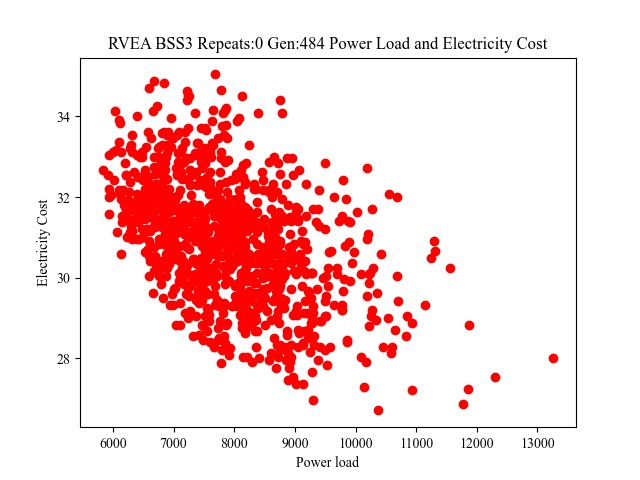 RVEA BSS3 Repeats:0 Gen:484 Power Load and Electricity Cost
34
32
30
28
Electricity Cost
6000 7000 8000 9000 10000 11000 12000 13000
Power load